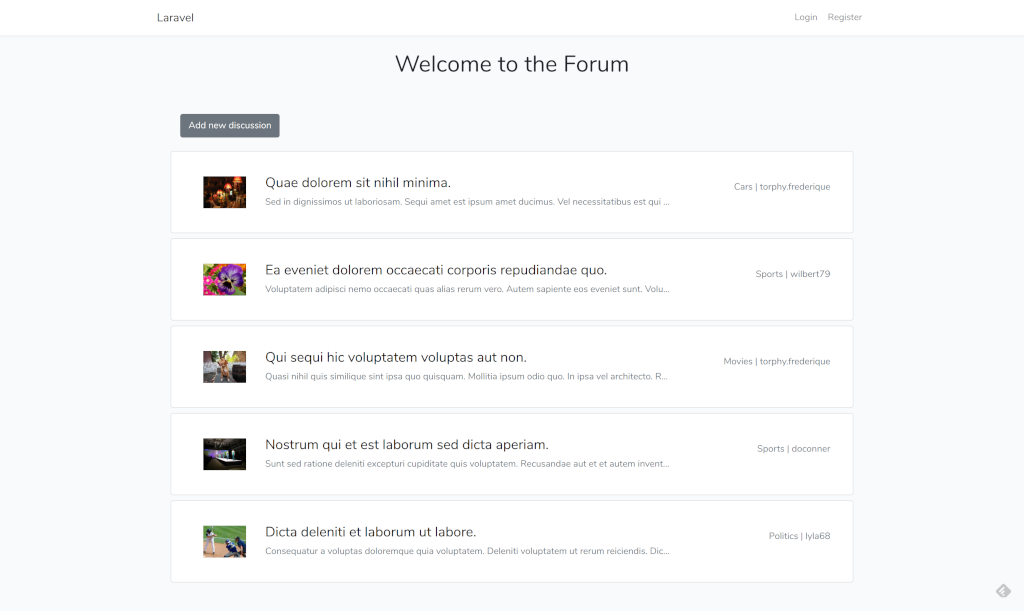 Laravel
Login Register
Welcome to the Forum
Add new discussion
Quae dolorem sit nihil minima.
Cars | torphy.frederique
Sed in dignissimos ut laboriosam. Sequi amet est ipsum amet ducimus. Vel necessitatibus est qui ...
Ea eveniet dolorem occaecati corporis repudiandae quo.
Sports | wilbert79
Voluptatem adipisci nemo occaecati quas alias rerum vero. Autem sapiente eos eveniet sunt. Volu...
Qui sequi hic voluptatem voluptas aut non.
Movies | torphy.frederique
Quasi nihil quis similique sint ipsa quo quisquam. Mollitia ipsum odio quo. In ipsa vel architecto. R...
Nostrum qui et est laborum sed dicta aperiam.
Sports | doconner
Sunt sed ratione deleniti excepturi cupiditate quis voluptatem. Recusandae aut et et autem invent...
Dicta deleniti et laborum ut labore.
Politics | lyla68
Consequatur a voluptas doloremque quia voluptatem. Deleniti voluptatem ut rerum reiciendis. Dic...